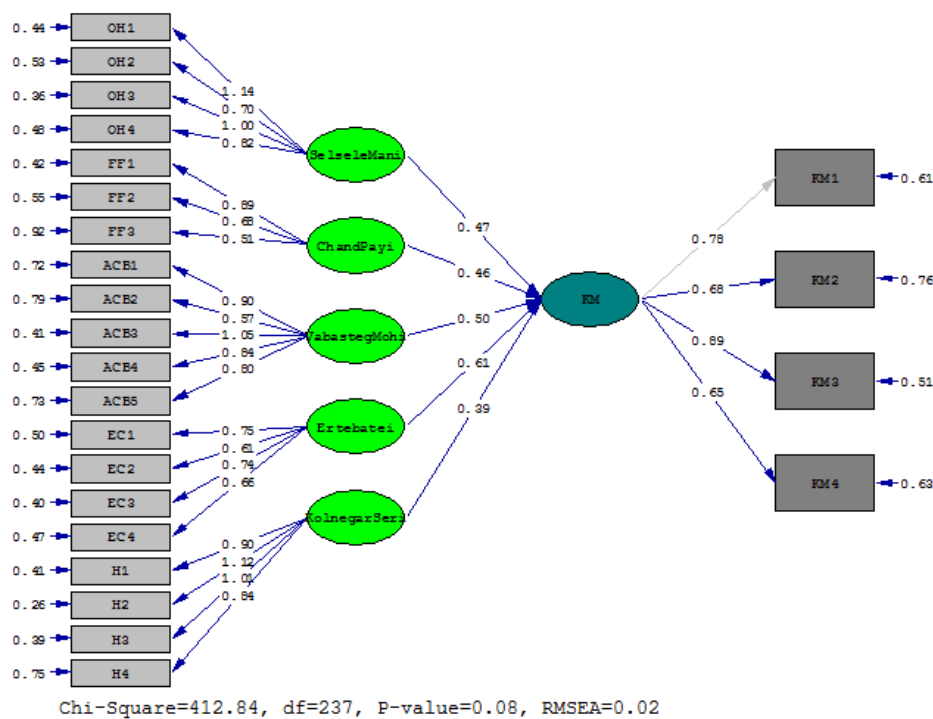 0.44 OH1
0.53 OH2
0.36 OH3
0.48 OH4
0.42 FF1
0.55 FF2
0.92 FF3
0.72 ACB1
0.79 ACB2
0.41 ACB3
0.45 ACB4
0.73 ACB5
0.50 EC1
0.44 EC2
0.40 EC3
0.47 EC4
0.41 H1
0.26 H2
0.39 H3
0.75 H4
1.14
0.70
1.00
0.82
0.89
0.68
0.51
0.90
0.57
1.05
0.84
0.80
0.75
0.61
0.74
0.66
0.90
1.12
1.01
0.84
SelseleMani
ChandPayi
VabastegMohi
Ertebatei
KolnegarSeri
0.47
0.46
0.50
0.61
0.39
KM
0.78
0.68
0.89
0.65
KM1 0.61
KM2 0.76
KM3 0.51
KM4 0.63
Chi-Square=412.84, df=237, P-value=0.08, RMSEA=0.02